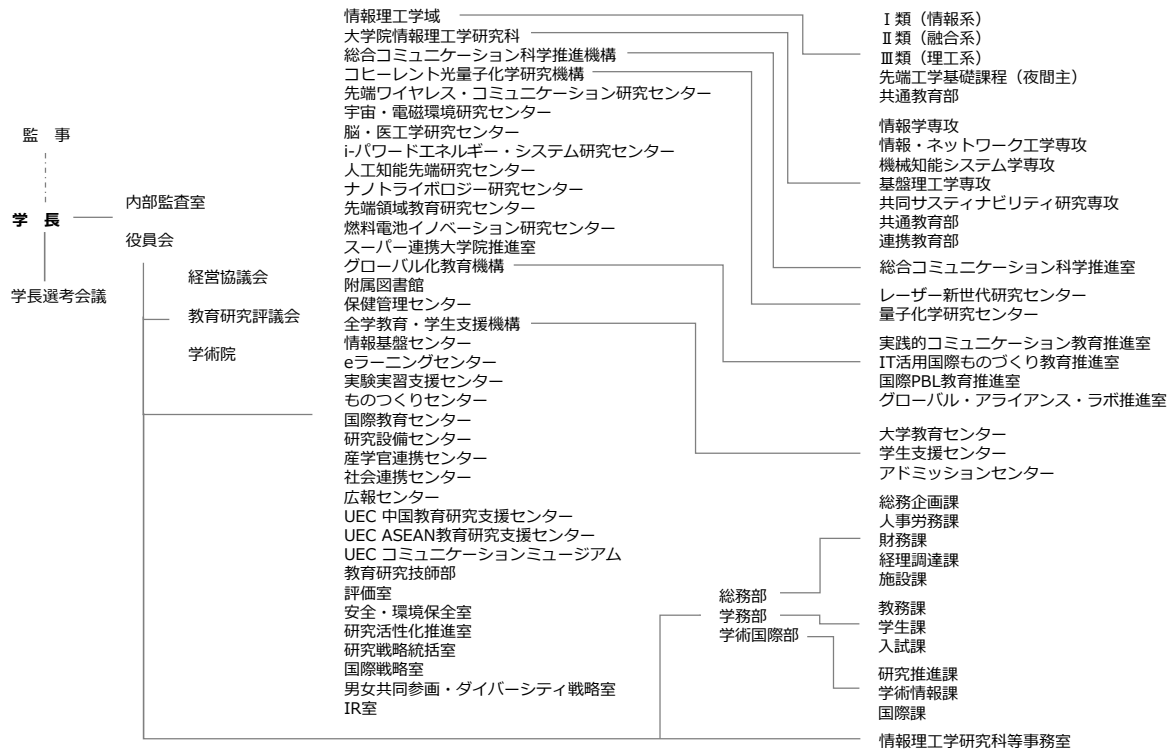 監　事
学　長
学長選考会議
内部監査室
役員会
経営協議会
教育研究評議会
学術院
情報理工学域
大学院情報理工学研究科
総合コミュニケーション科学推進機構
コヒーレント光量子化学研究機構
先端ワイヤレス・コミュニケーション研究センター
宇宙・電磁環境研究センター
脳・医工学研究センター
i-パワードエネルギー・システム研究センター
人工知能先端研究センター
ナノトライボロジー研究センター
先端領域教育研究センター
燃料電池イノベーション研究センター
スーパー連携大学院推進室
グローバル化教育機構
附属図書館
保健管理センター
全学教育・学生支援機構
情報基盤センター
eラーニングセンター
実験実習支援センター
ものつくりセンター
国際教育センター
研究設備センター
産学官連携センター
社会連携センター
広報センター
UEC 中国教育研究支援センター
UEC ASEAN教育研究支援センター
UEC コミュニケーションミュージアム
教育研究技師部
評価室
安全・環境保全室
研究活性化推進室
研究戦略統括室
国際戦略室
男女共同参画・ダイバーシティ戦略室
IR室
総務部
学務部
学術国際部
Ⅰ類（情報系）
Ⅱ類（融合系）
Ⅲ類（理工系）
先端工学基礎課程（夜間主）
共通教育部
情報学専攻
情報・ネットワーク工学専攻
機械知能システム学専攻
基盤理工学専攻
共同サスティナビリティ研究専攻
共通教育部
連携教育部
総合コミュニケーション科学推進室
レーザー新世代研究センター
量子化学研究センター
実践的コミュニケーション教育推進室
IT活用国際ものづくり教育推進室
国際PBL教育推進室
グローバル・アライアンス・ラボ推進室
大学教育センター
学生支援センター
アドミッションセンター
総務企画課
人事労務課
財務課
経理調達課
施設課
教務課
学生課
入試課
研究推進課
学術情報課
国際課
情報理工学研究科等事務室